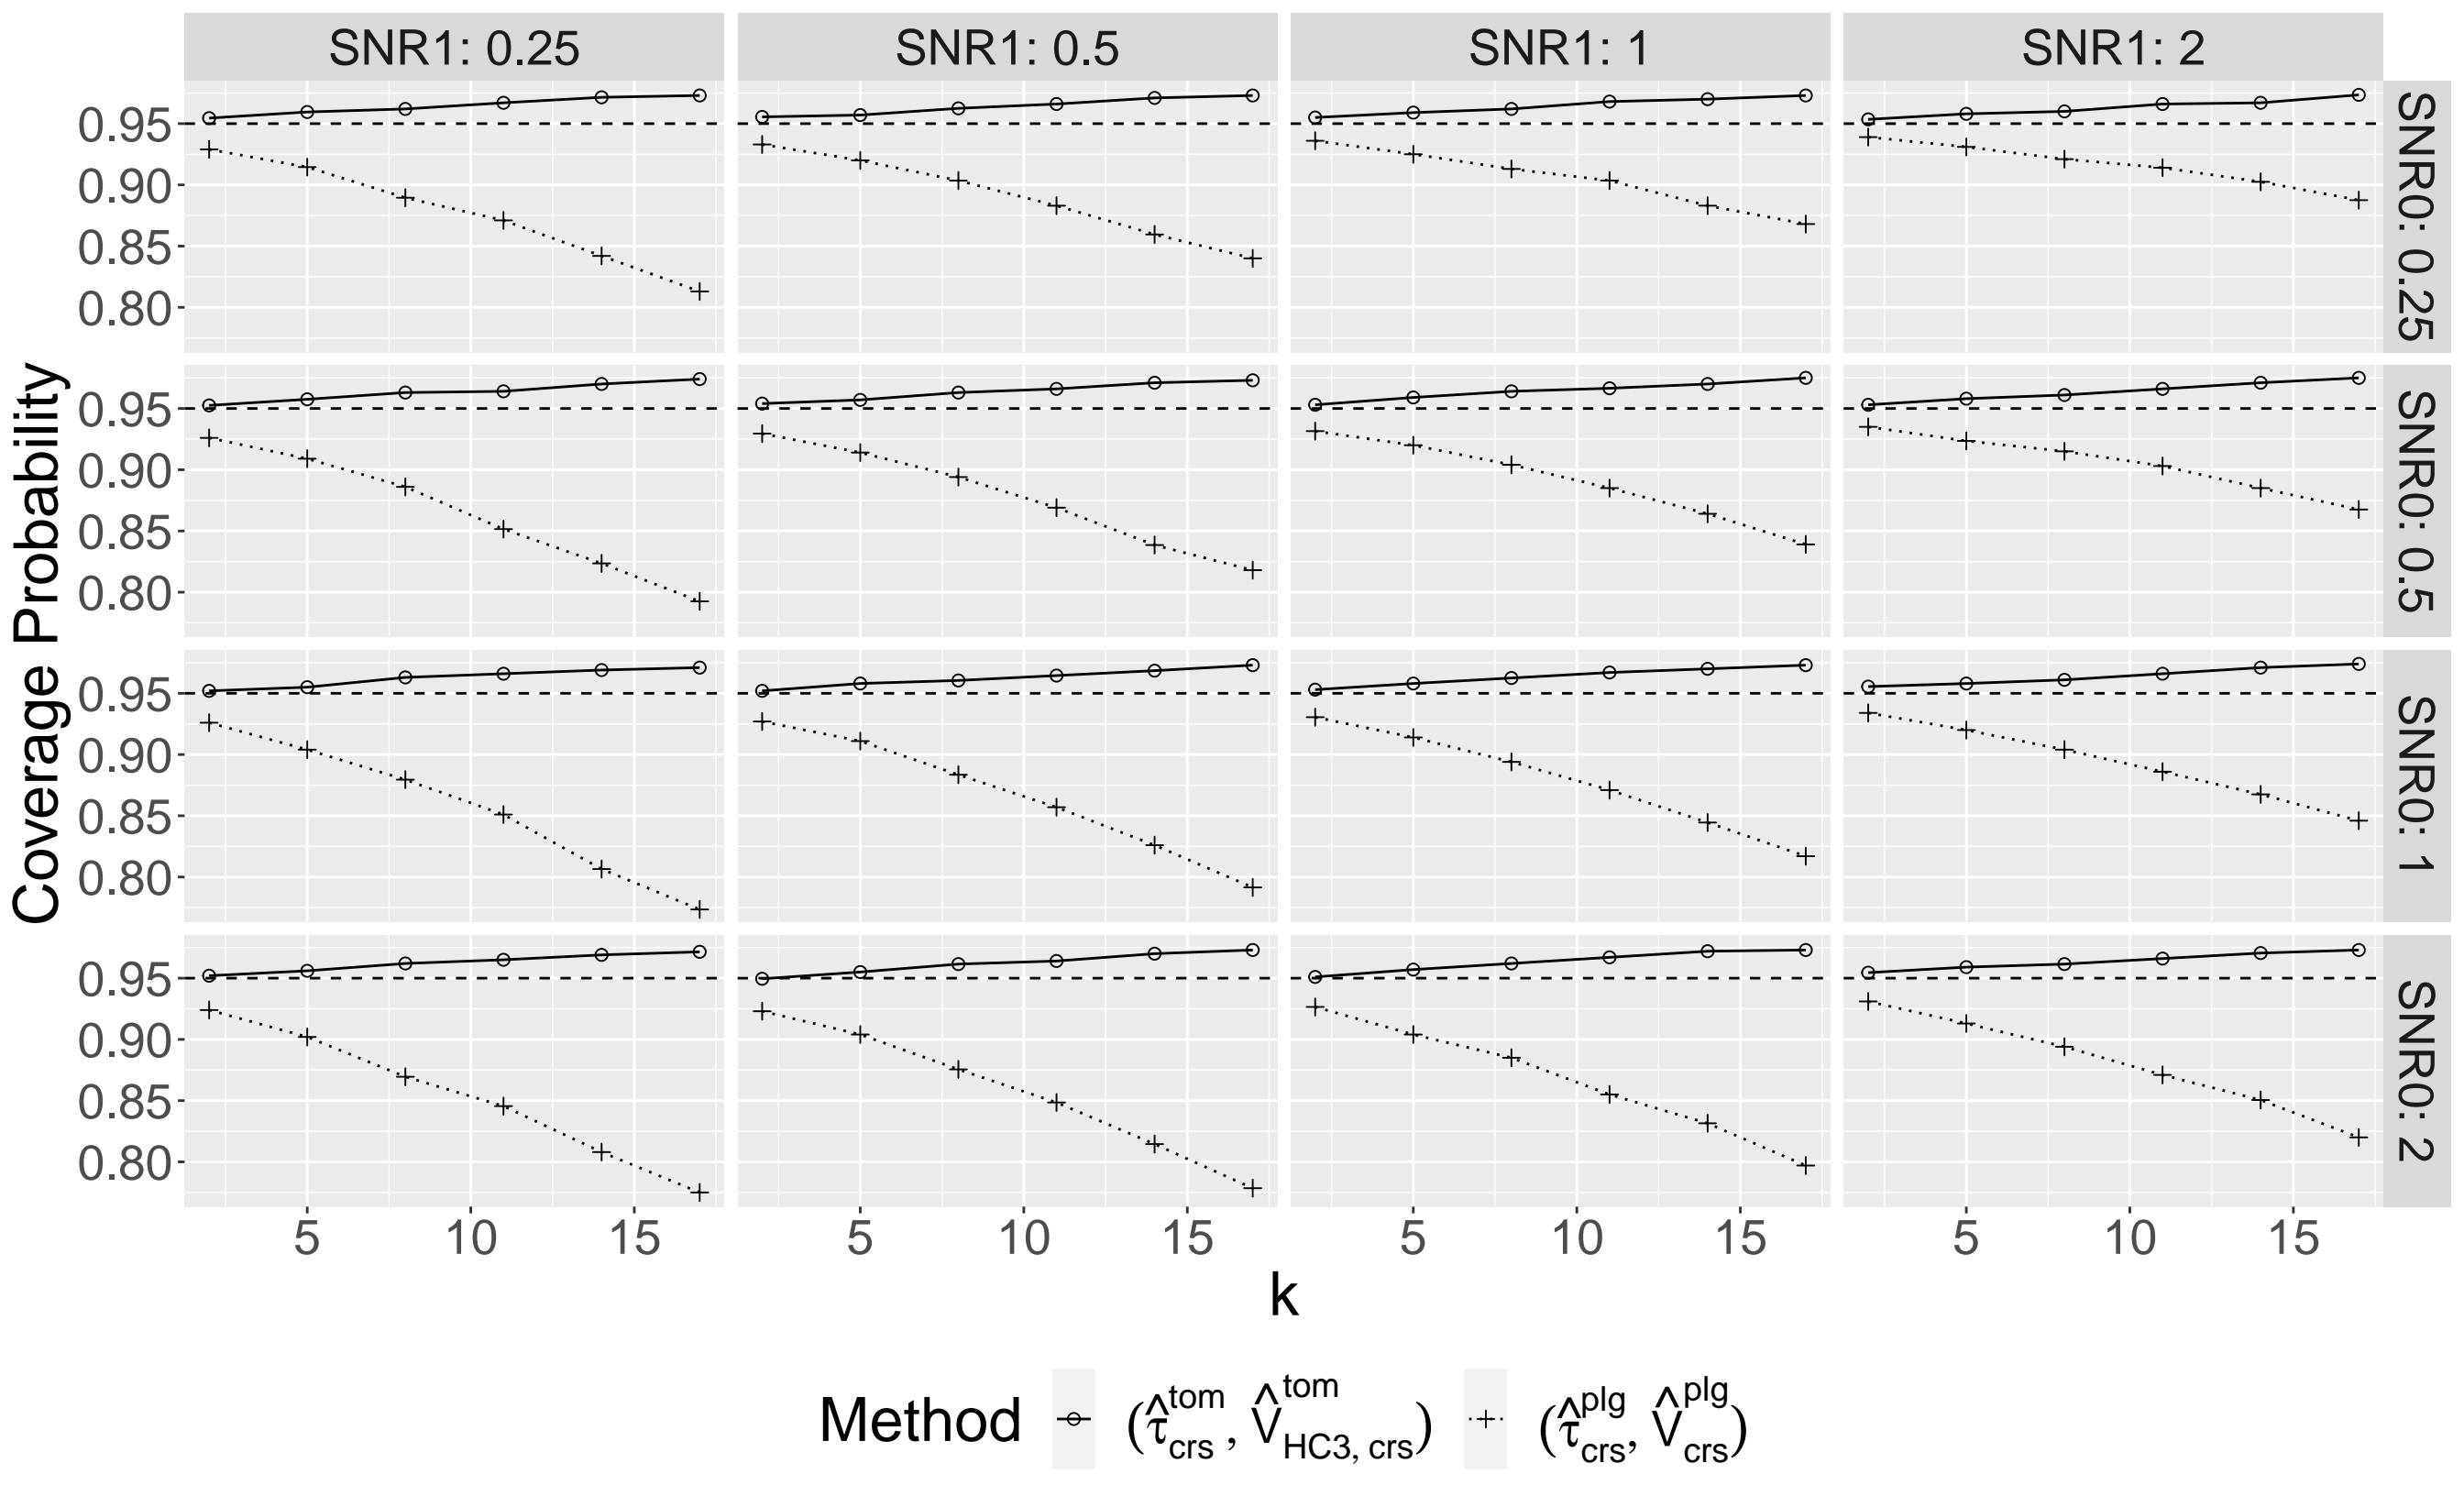 SNR1: 0.25 SNR1: 0.5 SNR1: 1 SNR1: 2
0.95
0.90
0.85
0.80
SNR0: 0.25
0.95
0.90
0.85
0.80
SNR0: 0.5
0.95
0.90
0.85
0.80
SNR0: 1
0.95
0.90
0.85
0.80
SNR0: 2
Coverage Probability
5 10 15 5 10 15 5 10 15 5 10 15
k
Method (τ̂^tom_crs, V̂^tom_HC3, crs) (τ̂^plg_crs, V̂^plg_crs)